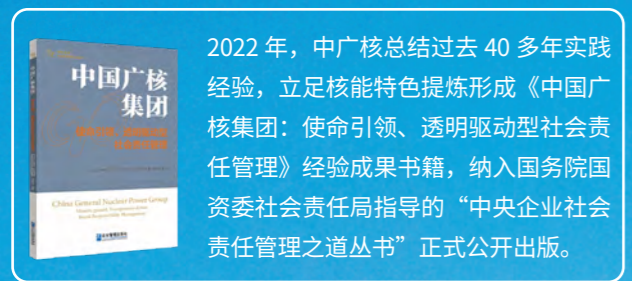 中国广核
集团
China General Nuclear Power Group
2022 年，中广核总结过去 40 多年实践
经验，立足核能特色提炼形成《中国广
核集团：使命引领、透明驱动型社会责
任管理》经验成果书籍，纳入国务院国
资委社会责任局指导的“中央企业社会
责任管理之道丛书”正式公开出版。